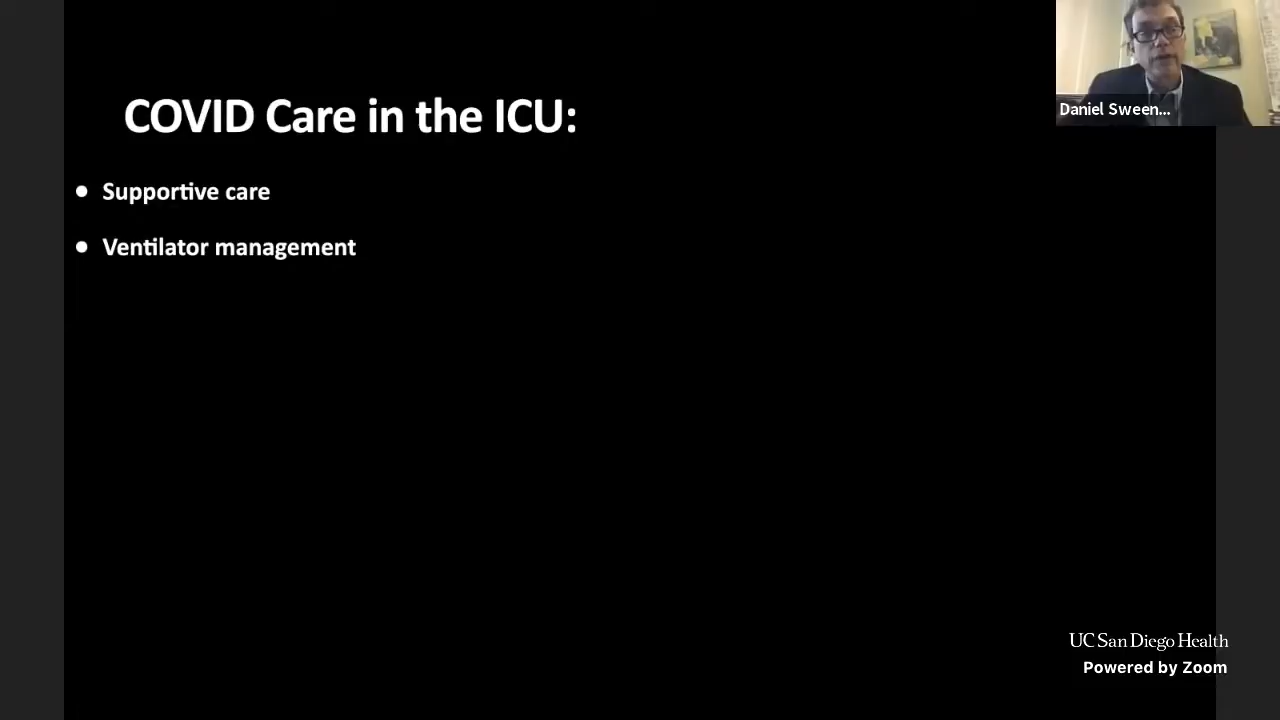 COVID Care in the ICU:
Daniel Sween...
• Supportive care
• Ventilator management
UC San Diego Health
Powered by Zoom